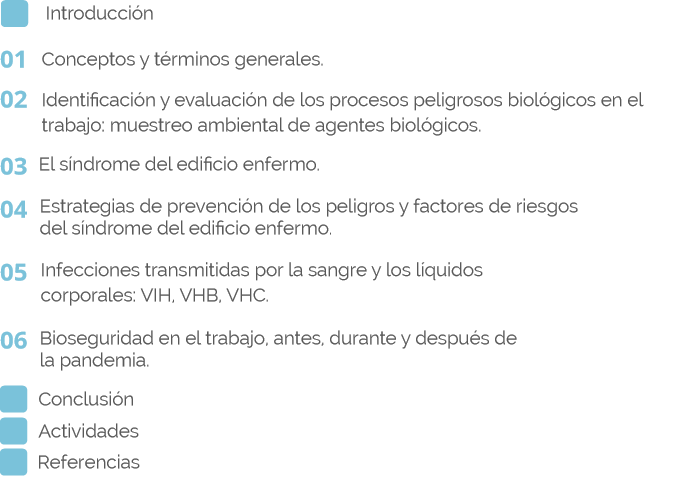 Introducción
01 Conceptos y términos generales.
02 Identificación y evaluación de los procesos peligrosos biológicos en el
trabajo: muestreo ambiental de agentes biológicos.
03 El síndrome del edificio enfermo.
04 Estrategias de prevención de los peligros y factores de riesgos
del síndrome del edificio enfermo.
05 Infecciones transmitidas por la sangre y los líquidos
corporales: VIH, VHB, VHC.
06 Bioseguridad en el trabajo, antes, durante y después de
la pandemia.
Conclusión
Actividades
Referencias